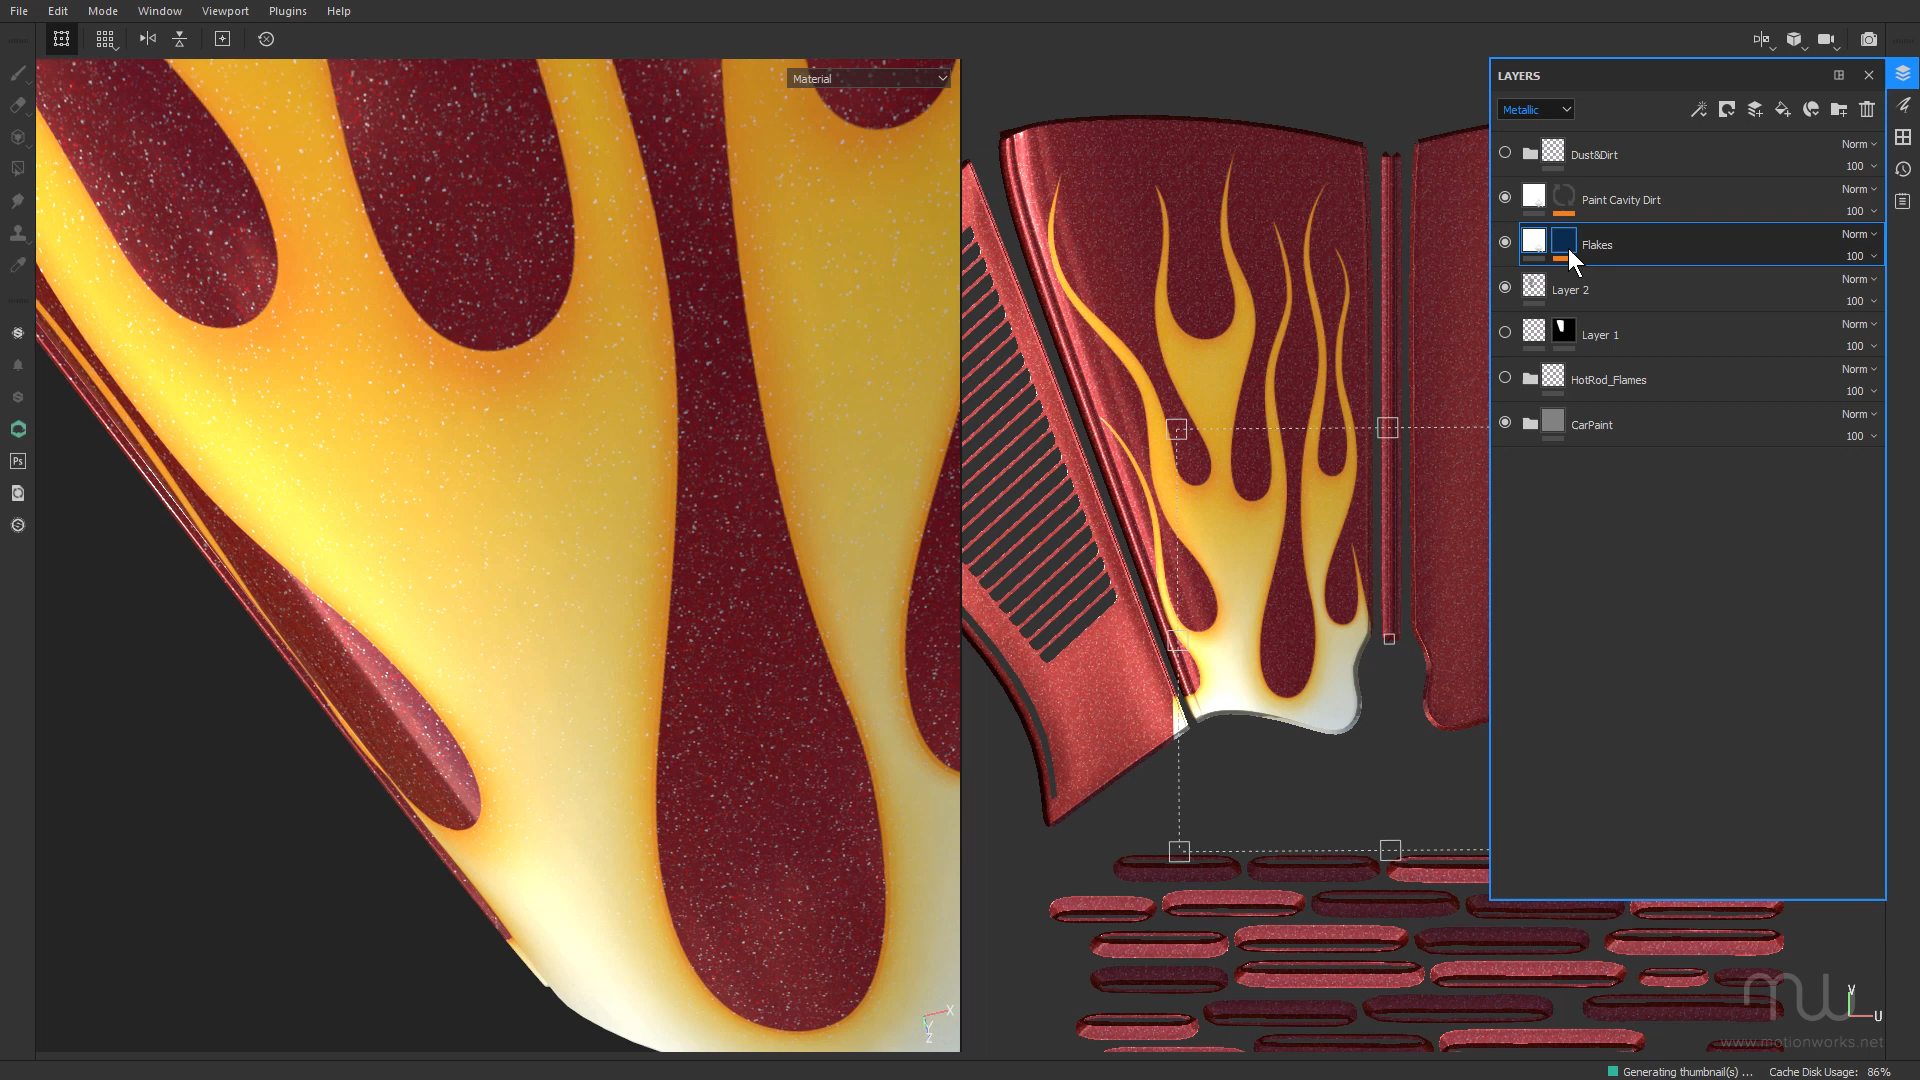 File Edit Mode Window Viewport Plugins Help
Material
LAYERS
Metallic
Dust&Dirt Norm 100
Paint Cavity Dirt Norm 100
Flakes Norm 100
Layer 2 Norm 100
Layer 1 Norm 100
HotRod_Flames Norm 100
CarPaint Norm 100
Ps
X
Y
Z
V
U
mw
www.motionworks.net
Generating thumbnail(s) ... Cache Disk Usage: 86%